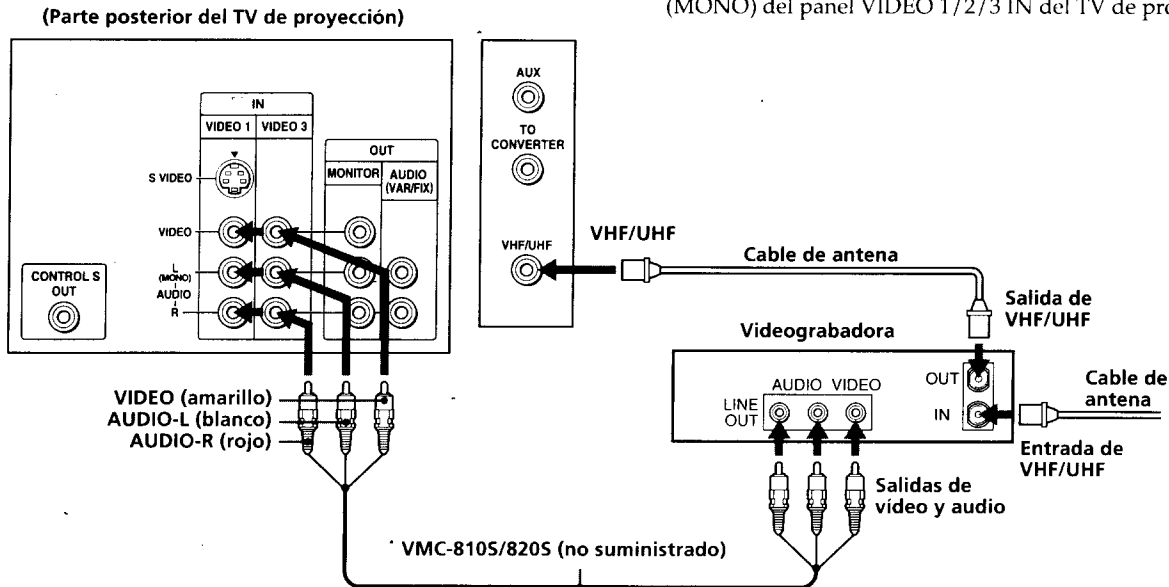 (Parte posterior del TV de proyección)
(MONO) del panel VIDEO 1/2/3 IN del TV de pro
IN
VIDEO 1 VIDEO 3
S VIDEO
VIDEO
L
(MONO)
AUDIO
R
OUT
MONITOR AUDIO
(VAR/FIX)
CONTROL S
OUT
AUX
TO
CONVERTER
VHF/UHF
VHF/UHF
Cable de antena
Salida de
VHF/UHF
Videograbadora
AUDIO VIDEO
LINE
OUT
OUT
IN
Cable de
antena
Entrada de
VHF/UHF
VIDEO (amarillo)
AUDIO-L (blanco)
AUDIO-R (rojo)
Salidas de
vídeo y audio
VMC-810S/820S (no suministrado)